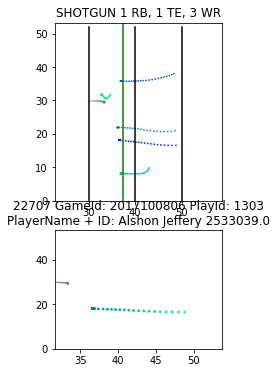 SHOTGUN 1 RB, 1 TE, 3 WR
50
40
30
20
10
0
30 40 50
22707 GameId: 2017100806 PlayId: 1303
PlayerName + ID: Alshon Jeffery 2533039.0
40
20
0
35 40 45 50